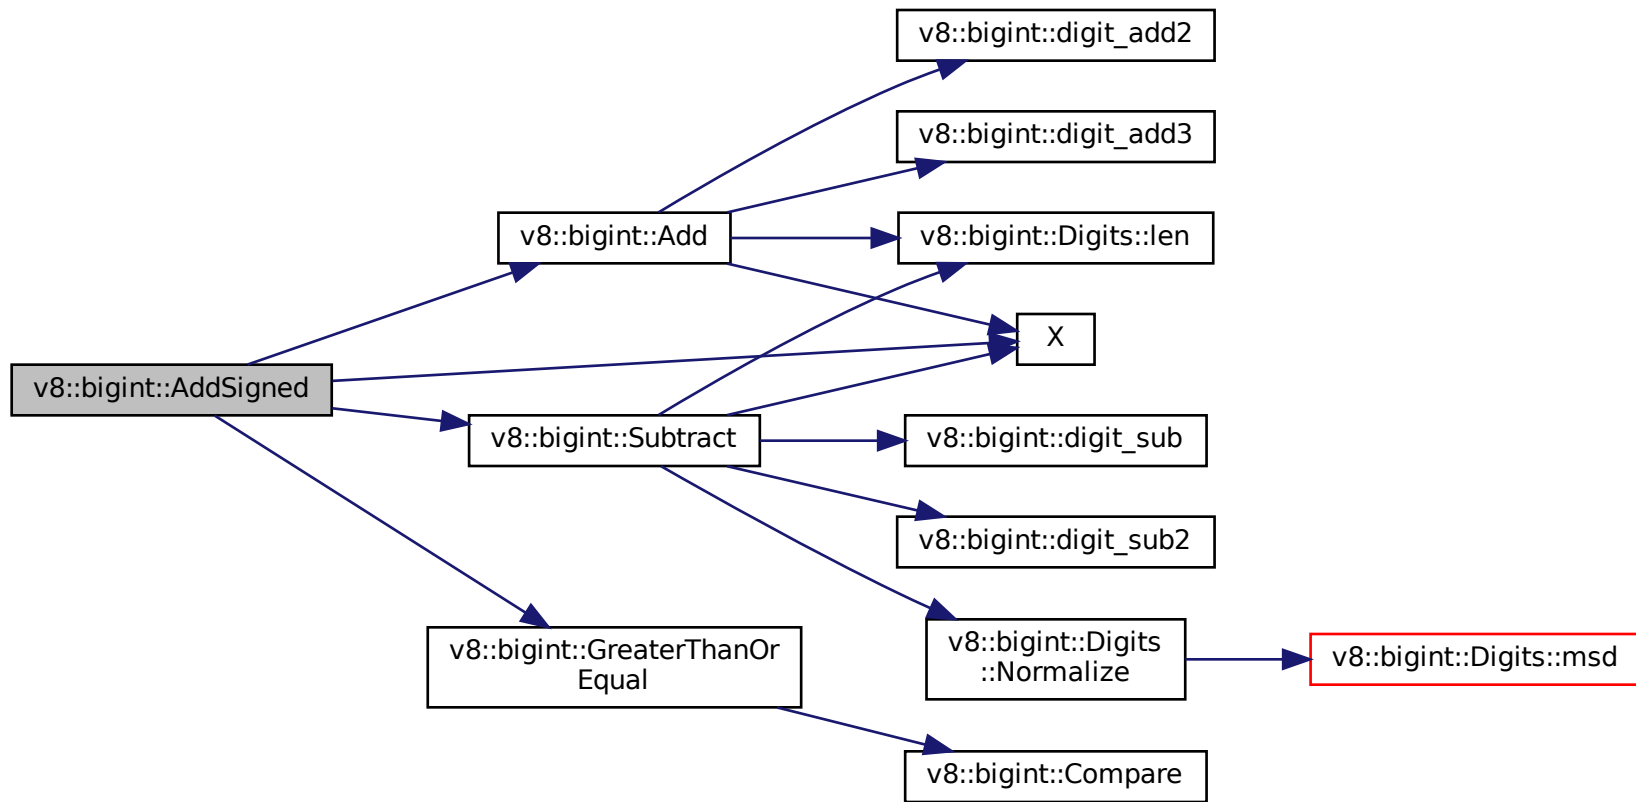 v8::bigint::digit_add2
v8::bigint::digit_add3
v8::bigint::Add
v8::bigint::Digits::len
X
v8::bigint::AddSigned
v8::bigint::Subtract
v8::bigint::digit_sub
v8::bigint::digit_sub2
v8::bigint::GreaterThanOr
Equal
v8::bigint::Digits
::Normalize
v8::bigint::Digits::msd
v8::bigint::Compare